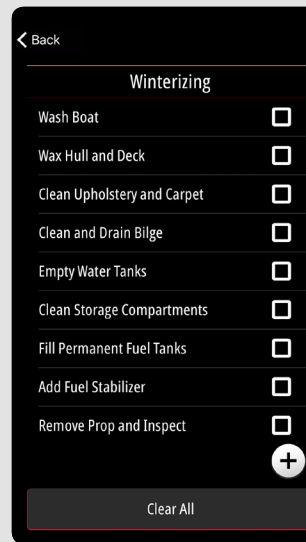 Back
Winterizing
Wash Boat
Wax Hull and Deck
Clean Upholstery and Carpet
Clean and Drain Bilge
Empty Water Tanks
Clean Storage Compartments
Fill Permanent Fuel Tanks
Add Fuel Stabilizer
Remove Prop and Inspect
Clear All